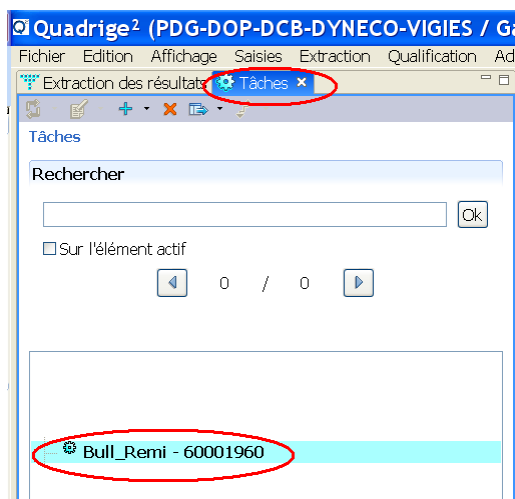 Quadrige² (PDG-DOP-DCB-DYNECO-VIGIES / Ga
Fichier Edition Affichage Saisies Extraction Qualification Ad
Extraction des résultats Tâches
Tâches
Rechercher
Ok
Sur l'élément actif
0 / 0
Bull_Remi - 60001960